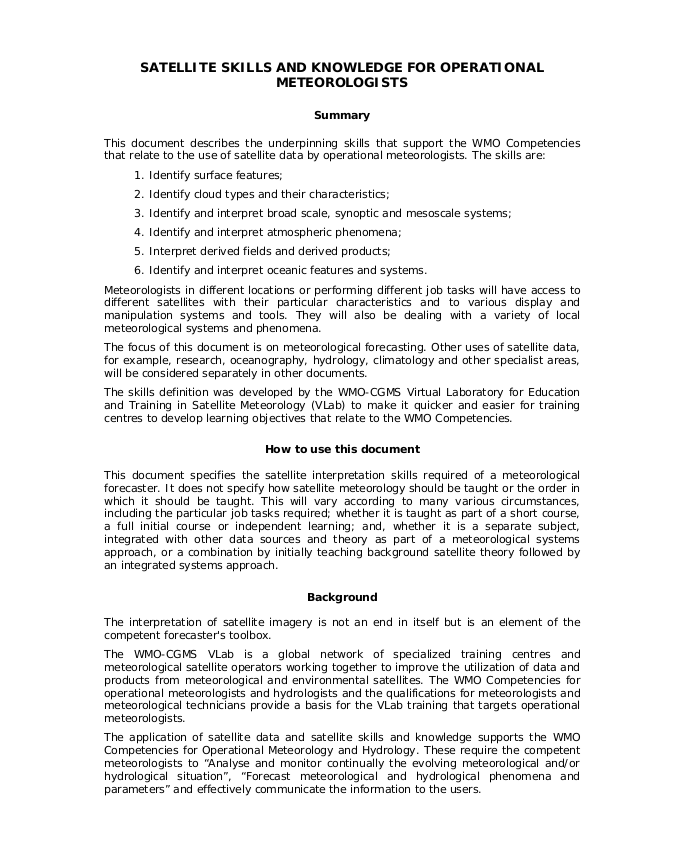 SATELLITE SKILLS AND KNOWLEDGE FOR OPERATIONAL
METEOROLOGISTS
Summary
This document describes the underpinning skills that support the WMO Competencies
that relate to the use of satellite data by operational meteorologists. The skills are:
1. Identify surface features;
2. Identify cloud types and their characteristics;
3. Identify and interpret broad scale, synoptic and mesoscale systems;
4. Identify and interpret atmospheric phenomena;
5. Interpret derived fields and derived products;
6. Identify and interpret oceanic features and systems.
Meteorologists in different locations or performing different job tasks will have access to
different satellites with their particular characteristics and to various display and
manipulation systems and tools. They will also be dealing with a variety of local
meteorological systems and phenomena.
The focus of this document is on meteorological forecasting. Other uses of satellite data,
for example, research, oceanography, hydrology, climatology and other specialist areas,
will be considered separately in other documents.
The skills definition was developed by the WMO-CGMS Virtual Laboratory for Education
and Training in Satellite Meteorology (VLab) to make it quicker and easier for training
centres to develop learning objectives that relate to the WMO Competencies.
How to use this document
This document specifies the satellite interpretation skills required of a meteorological
forecaster. It does not specify how satellite meteorology should be taught or the order in
which it should be taught. This will vary according to many various circumstances,
including the particular job tasks required; whether it is taught as part of a short course,
a full initial course or independent learning; and, whether it is a separate subject,
integrated with other data sources and theory as part of a meteorological systems
approach, or a combination by initially teaching background satellite theory followed by
an integrated systems approach.
Background
The interpretation of satellite imagery is not an end in itself but is an element of the
competent forecaster's toolbox.
The WMO-CGMS VLab is a global network of specialized training centres and
meteorological satellite operators working together to improve the utilization of data and
products from meteorological and environmental satellites. The WMO Competencies for
operational meteorologists and hydrologists and the qualifications for meteorologists and
meteorological technicians provide a basis for the VLab training that targets operational
meteorologists.
The application of satellite data and satellite skills and knowledge supports the WMO
Competencies for Operational Meteorology and Hydrology. These require the competent
meteorologists to “Analyse and monitor continually the evolving meteorological and/or
hydrological situation”, “Forecast meteorological and hydrological phenomena and
parameters” and effectively communicate the information to the users.